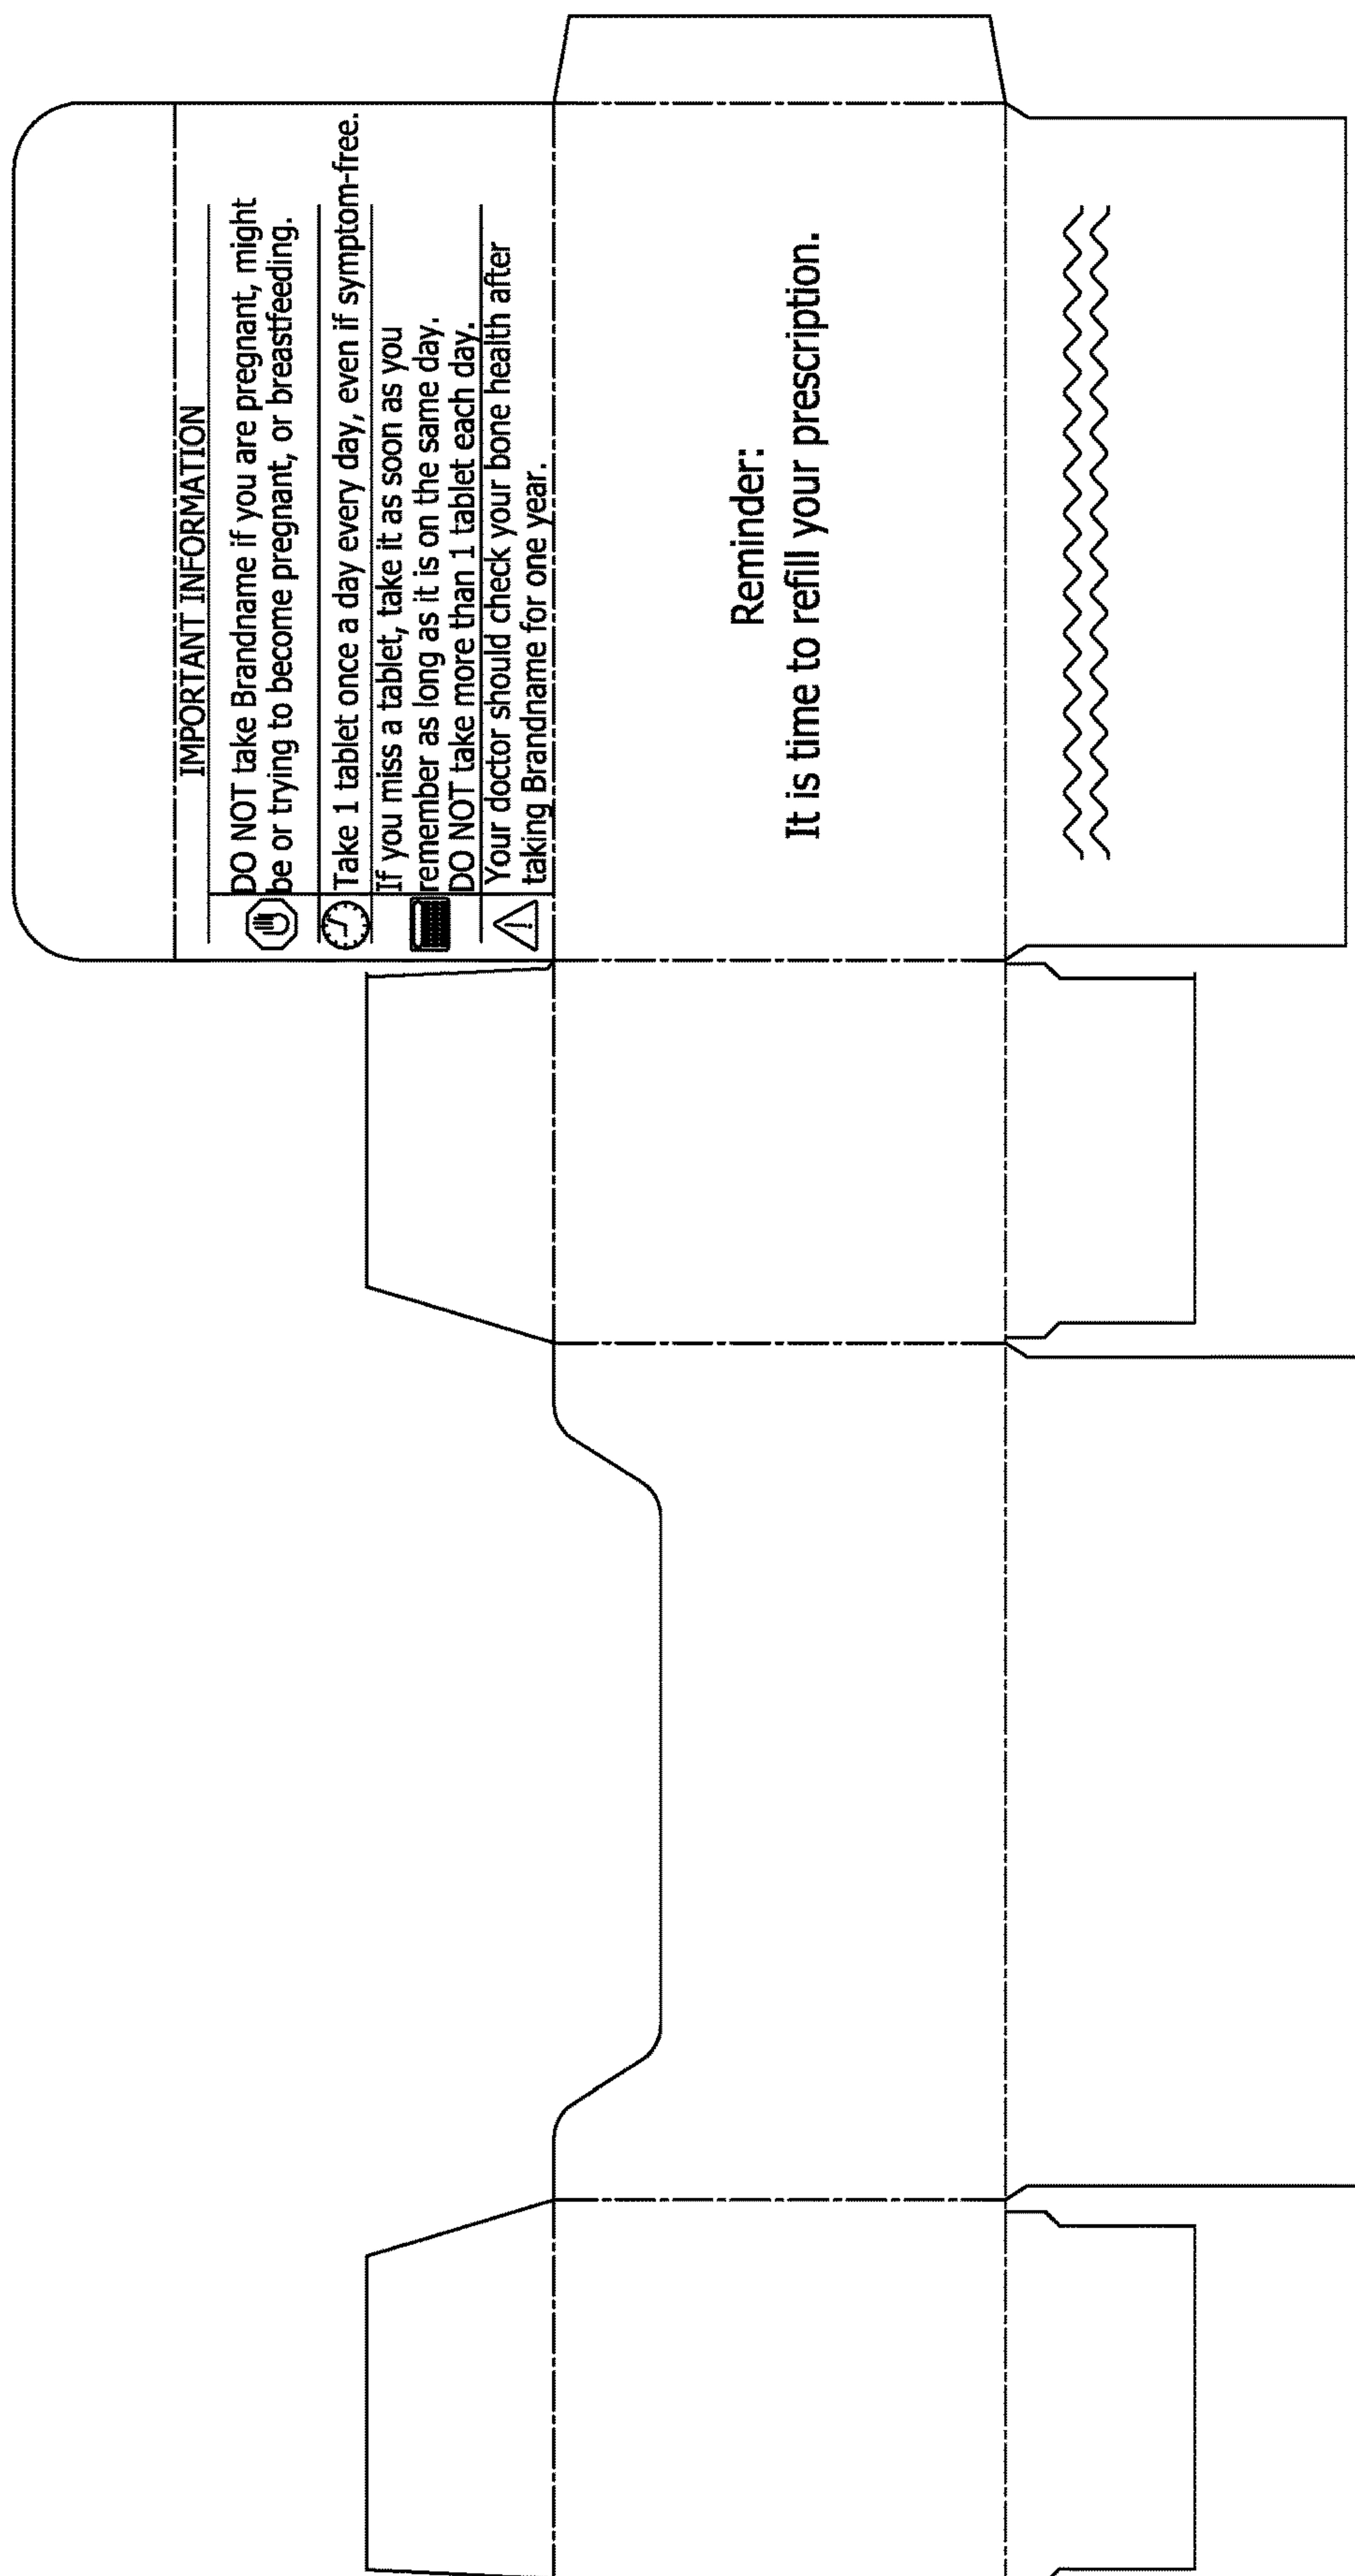 IMPORTANT INFORMATION
DO NOT take Brandname if you are pregnant, might
be or trying to become pregnant, or breastfeeding.
Take 1 tablet once a day every day, even if symptom-free.
If you miss a tablet, take it as soon as you
remember as long as it is on the same day.
DO NOT take more than 1 tablet each day.
Your doctor should check your bone health after
taking Brandname for one year.
Reminder:
It is time to refill your prescription.